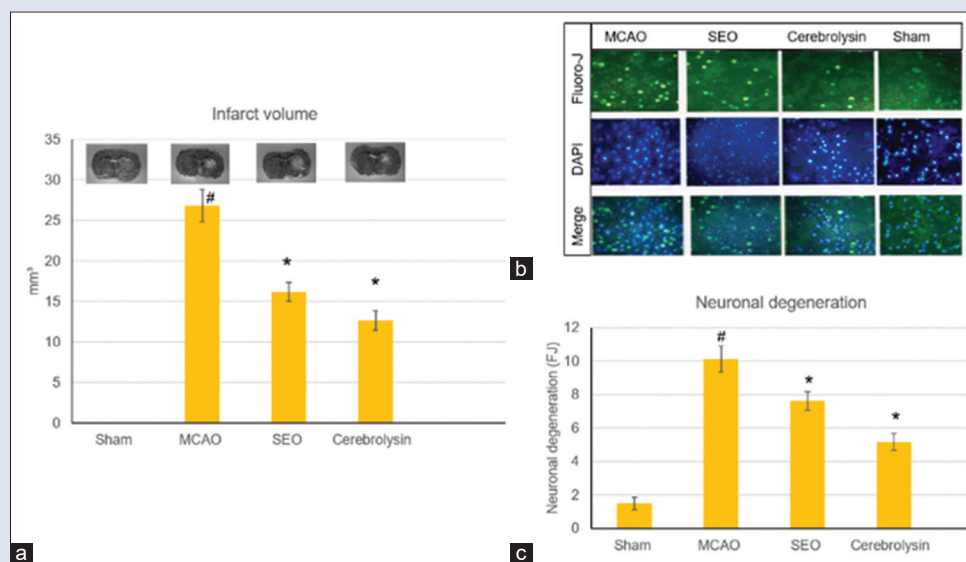 Infarct volume
35
30
25
20
15
10
5
0
mm³
#
*
*
Sham MCAO SEO Cerebrolysin
a
MCAO SEO Cerebrolysin Sham
Fluoro-J
DAPI
Merge
b
Neuronal degeneration
12
10
8
6
4
2
0
Neuronal degeneration (FJ)
#
*
*
Sham MCAO SEO Cerebrolysin
c